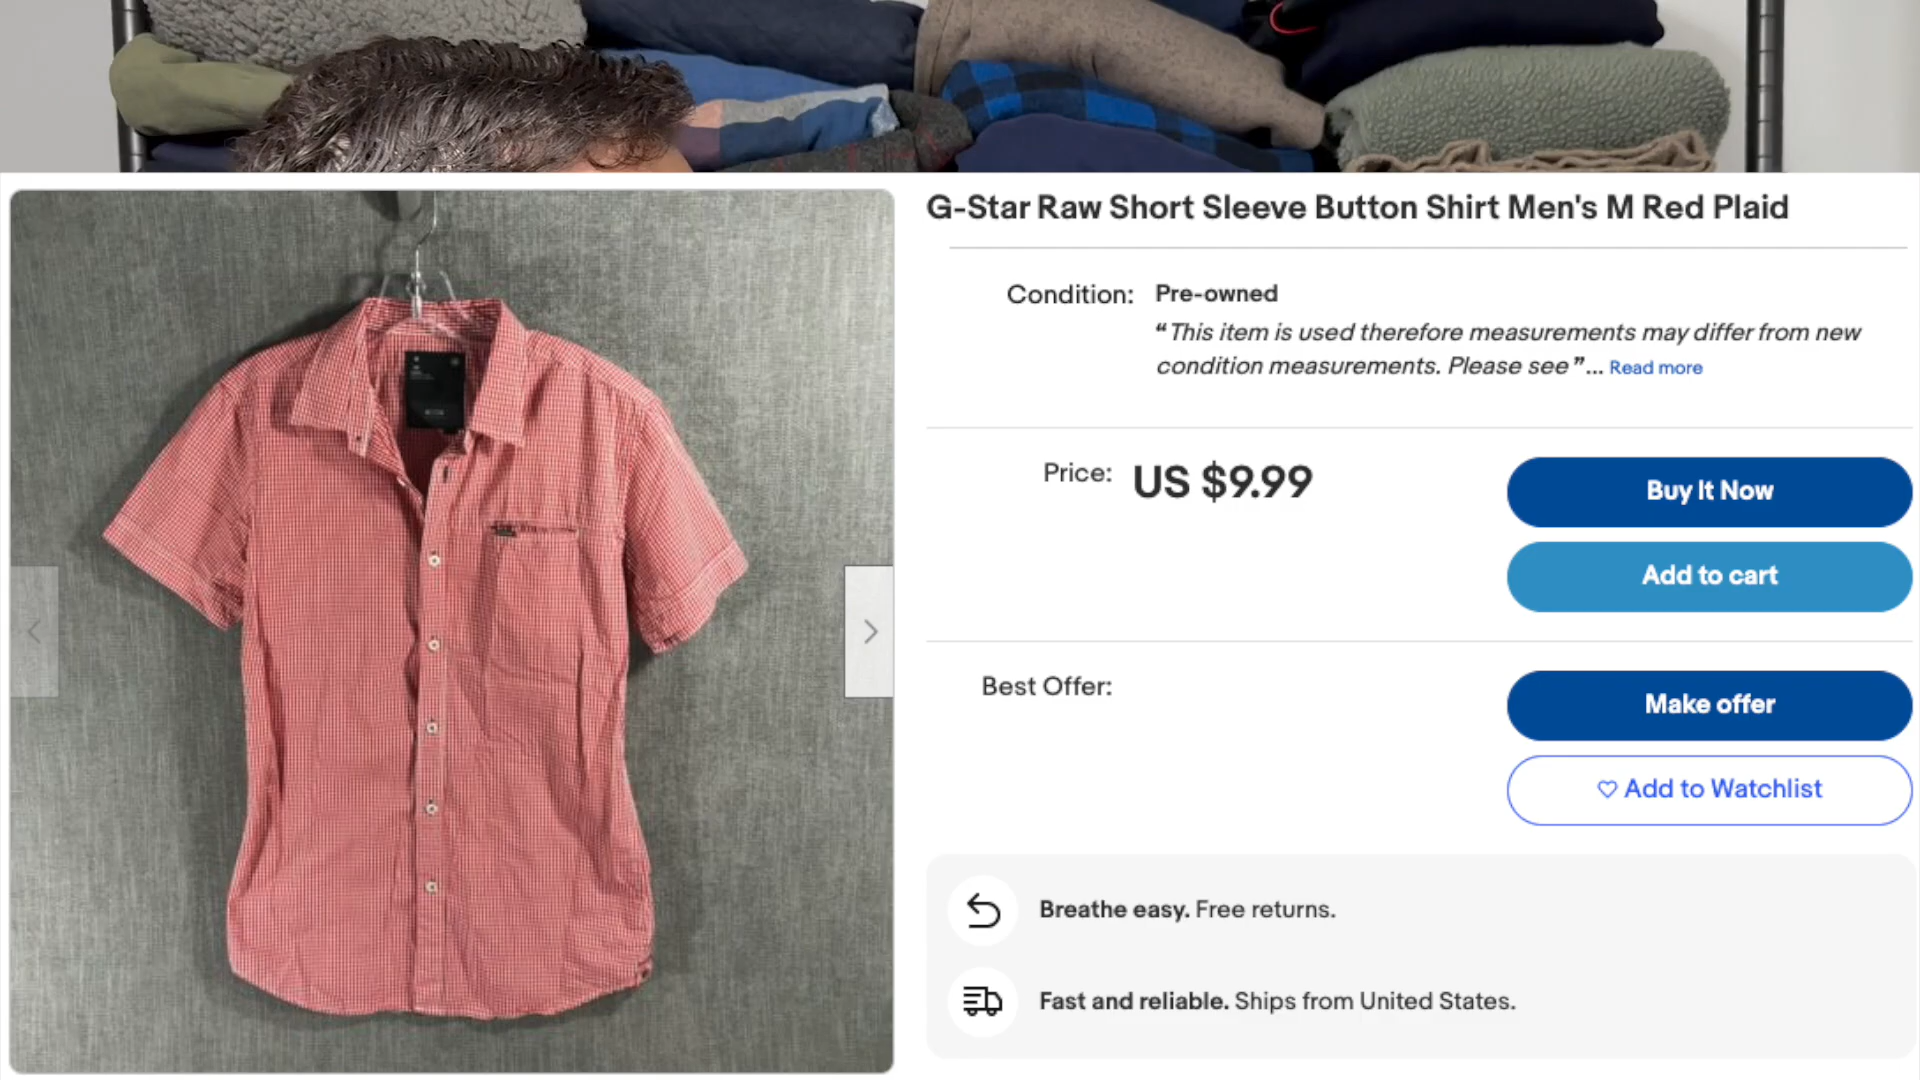 G-Star Raw Short Sleeve Button Shirt Men's M Red Plaid
Condition: Pre-owned
“This item is used therefore measurements may differ from new
condition measurements. Please see”... Read more
Price: US $9.99
Buy It Now
Add to cart
Best Offer:
Make offer
Add to Watchlist
Breathe easy. Free returns.
Fast and reliable. Ships from United States.